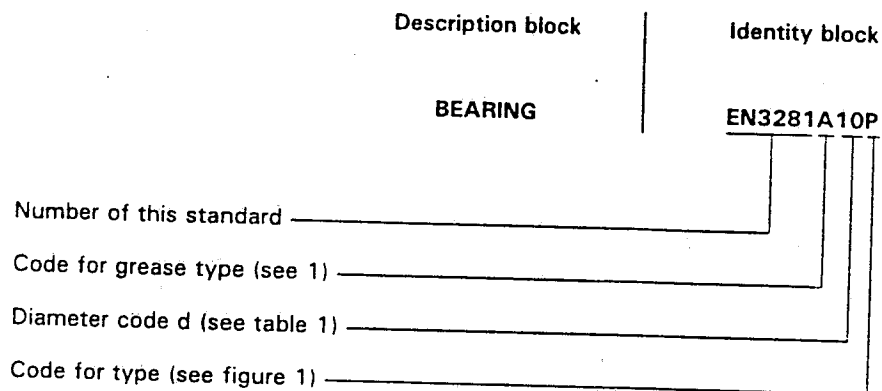 Description block
Identity block
BEARING
EN3281A10P
Number of this standard
Code for grease type (see 1)
Diameter code d (see table 1)
Code for type (see figure 1)